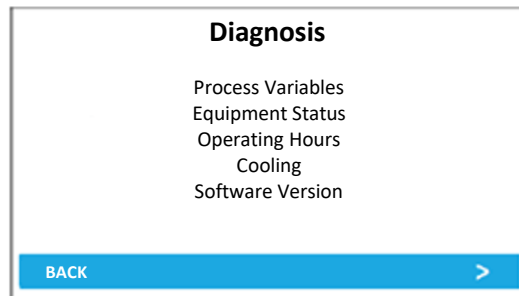 Diagnosis
Process Variables
Equipment Status
Operating Hours
Cooling
Software Version
BACK >